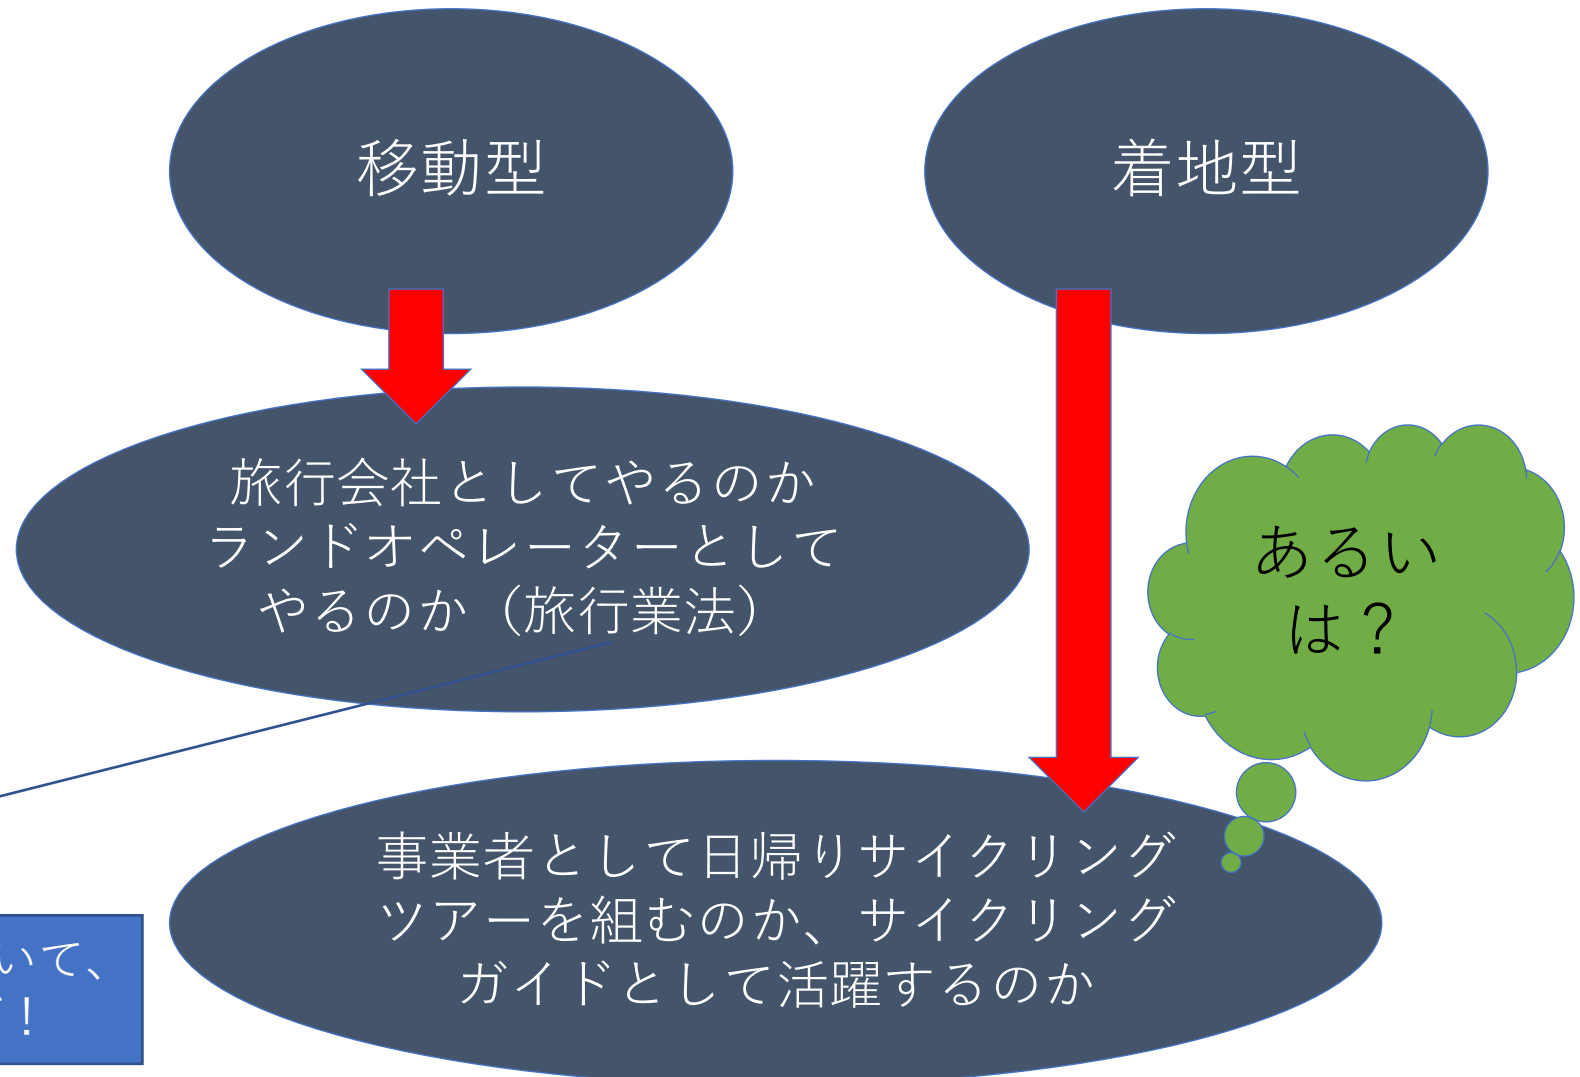 移動型
着地型
旅行会社としてやるのか
ランドオペレーターとして
やるのか（旅行業法）
あるい
は？
事業者として日帰りサイクリング
ツアーを組むのか、サイクリング
ガイドとして活躍するのか
いて、
！